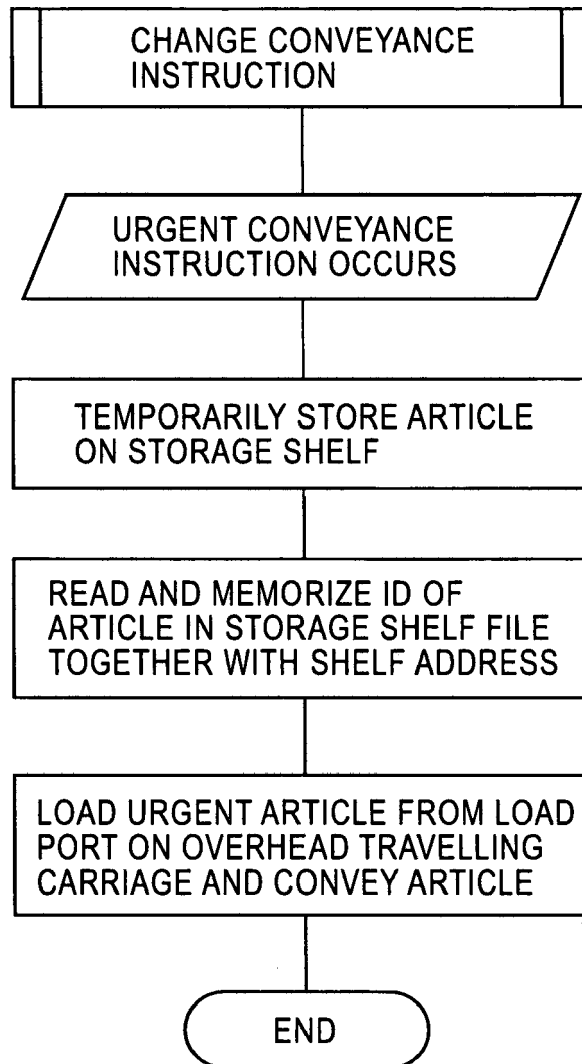 CHANGE CONVEYANCE
INSTRUCTION
URGENT CONVEYANCE
INSTRUCTION OCCURS
TEMPORARILY STORE ARTICLE
ON STORAGE SHELF
READ AND MEMORIZE ID OF
ARTICLE IN STORAGE SHELF FILE
TOGETHER WITH SHELF ADDRESS
LOAD URGENT ARTICLE FROM LOAD
PORT ON OVERHEAD TRAVELLING
CARRIAGE AND CONVEY ARTICLE
END